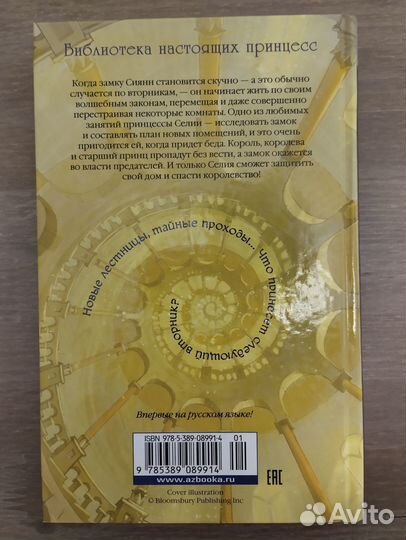 Библиотека настоящих принцесс
Когда замку Сиянн становится скучно — а это обычно
случается по вторникам, — он начинает жить по своим
волшебным законам, перемещая и даже совершенно
перестраивая некоторые комнаты. Одно из любимых
занятий принцессы Селии — исследовать замок
и составлять план новых помещений, и это очень
пригодится ей, когда придет беда. Король, королева
и старший принц пропадут без вести, а замок окажется
во власти предателей. И только Селия сможет защитить
свой дом и спасти королевство!
Новые лестницы, тайные проходы... Что принесет следующий вторник?
Впервые на русском языке!
ISBN 978-5-389-08991-4
01
9 785389 089914
www.azbooka.ru
EAC
Cover illustration
© Bloomsbury Publishing Inc
Avito